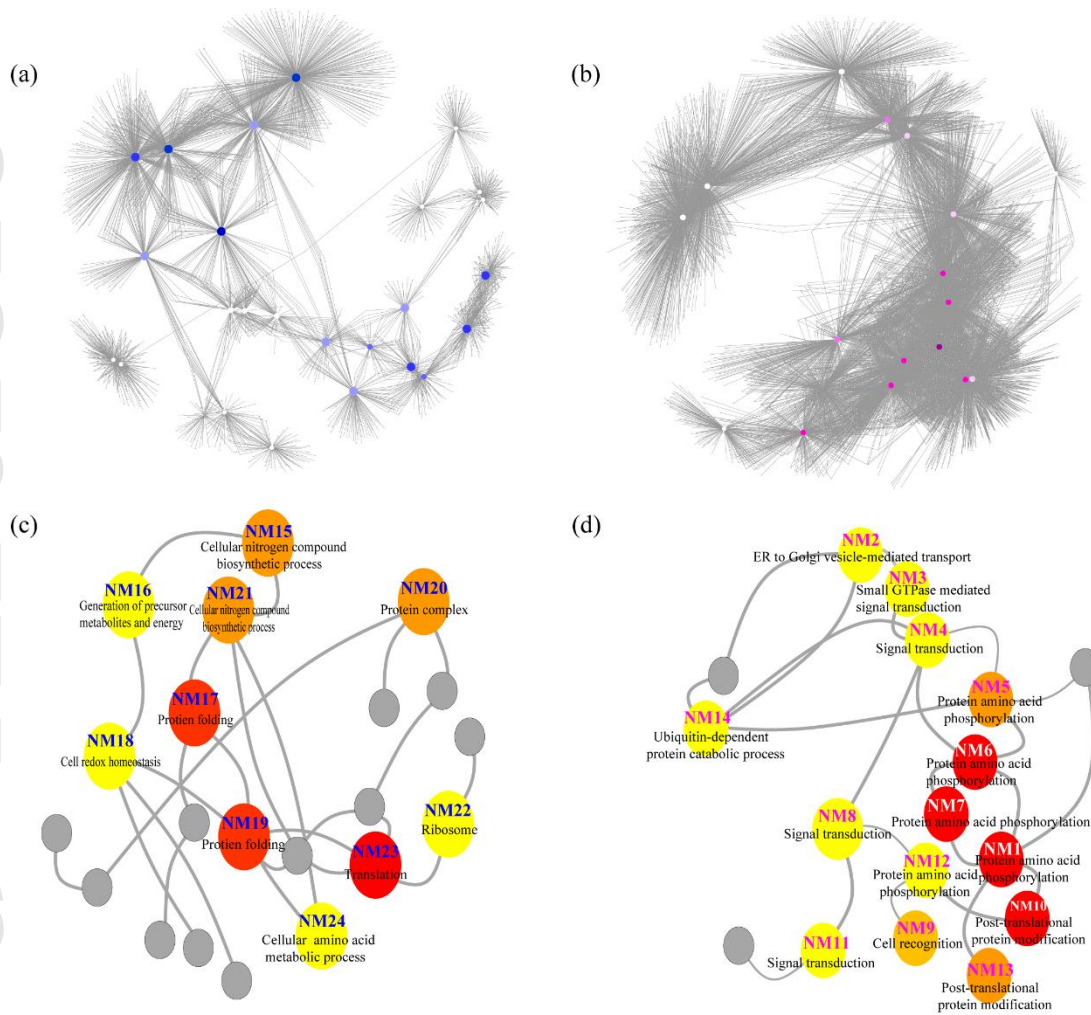 (a)
(b)
(c)
NM15
Cellular nitrogen compound
biosynthetic process
NM16
Generation of precursor
metabolites and energy
NM21
Cellular nitrogen compound
biosynthetic process
NM20
Protein complex
NM17
Protien folding
NM18
Cell redox homeostasis
NM22
Ribosome
NM19
Protien folding
NM23
Translation
NM24
Cellular amino acid
metabolic process
(d)
NM2
ER to Golgi vesicle-mediated transport
NM3
Small GTPase mediated
signal transduction
NM4
Signal transduction
NM5
Protein amino acid
phosphorylation
NM14
Ubiquitin-dependent
protein catabolic process
NM6
Protein amino acid
phosphorylation
NM7
Protein amino acid phosphorylation
NM8
Signal transduction
NM1
Protein amino acid
phosphorylation
NM12
Protein amino acid
phosphorylation
NM10
Post-translational
protein modification
NM9
Cell recognition
NM11
Signal transduction
NM13
Post-translational
protein modification